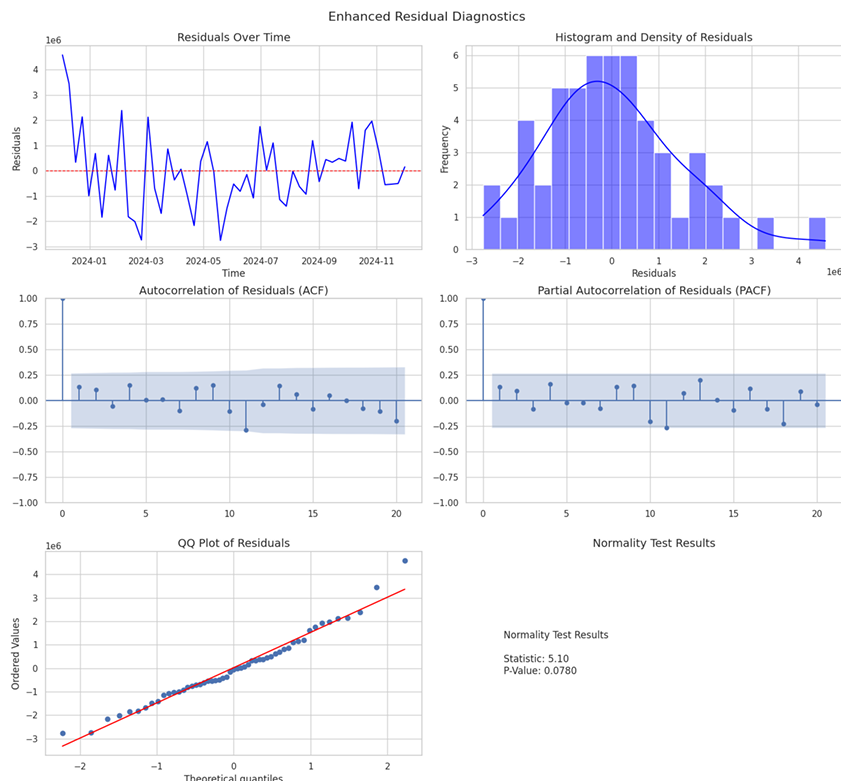 Enhanced Residual Diagnostics
Residuals Over Time
1e6
4
3
2
1
0
−1
−2
−3
Residuals
2024-01 2024-03 2024-05 2024-07 2024-09 2024-11
Time
Histogram and Density of Residuals
6
5
4
3
2
1
0
Frequency
−3 −2 −1 0 1 2 3 4
1e6
Residuals
Autocorrelation of Residuals (ACF)
1.00
0.75
0.50
0.25
0.00
−0.25
−0.50
−0.75
−1.00
0 5 10 15 20
Partial Autocorrelation of Residuals (PACF)
1.00
0.75
0.50
0.25
0.00
−0.25
−0.50
−0.75
−1.00
0 5 10 15 20
QQ Plot of Residuals
1e6
4
3
2
1
0
−1
−2
−3
Ordered Values
−2 −1 0 1 2
Theoretical quantiles
Normality Test Results
Normality Test Results
Statistic: 5.10
P-Value: 0.0780